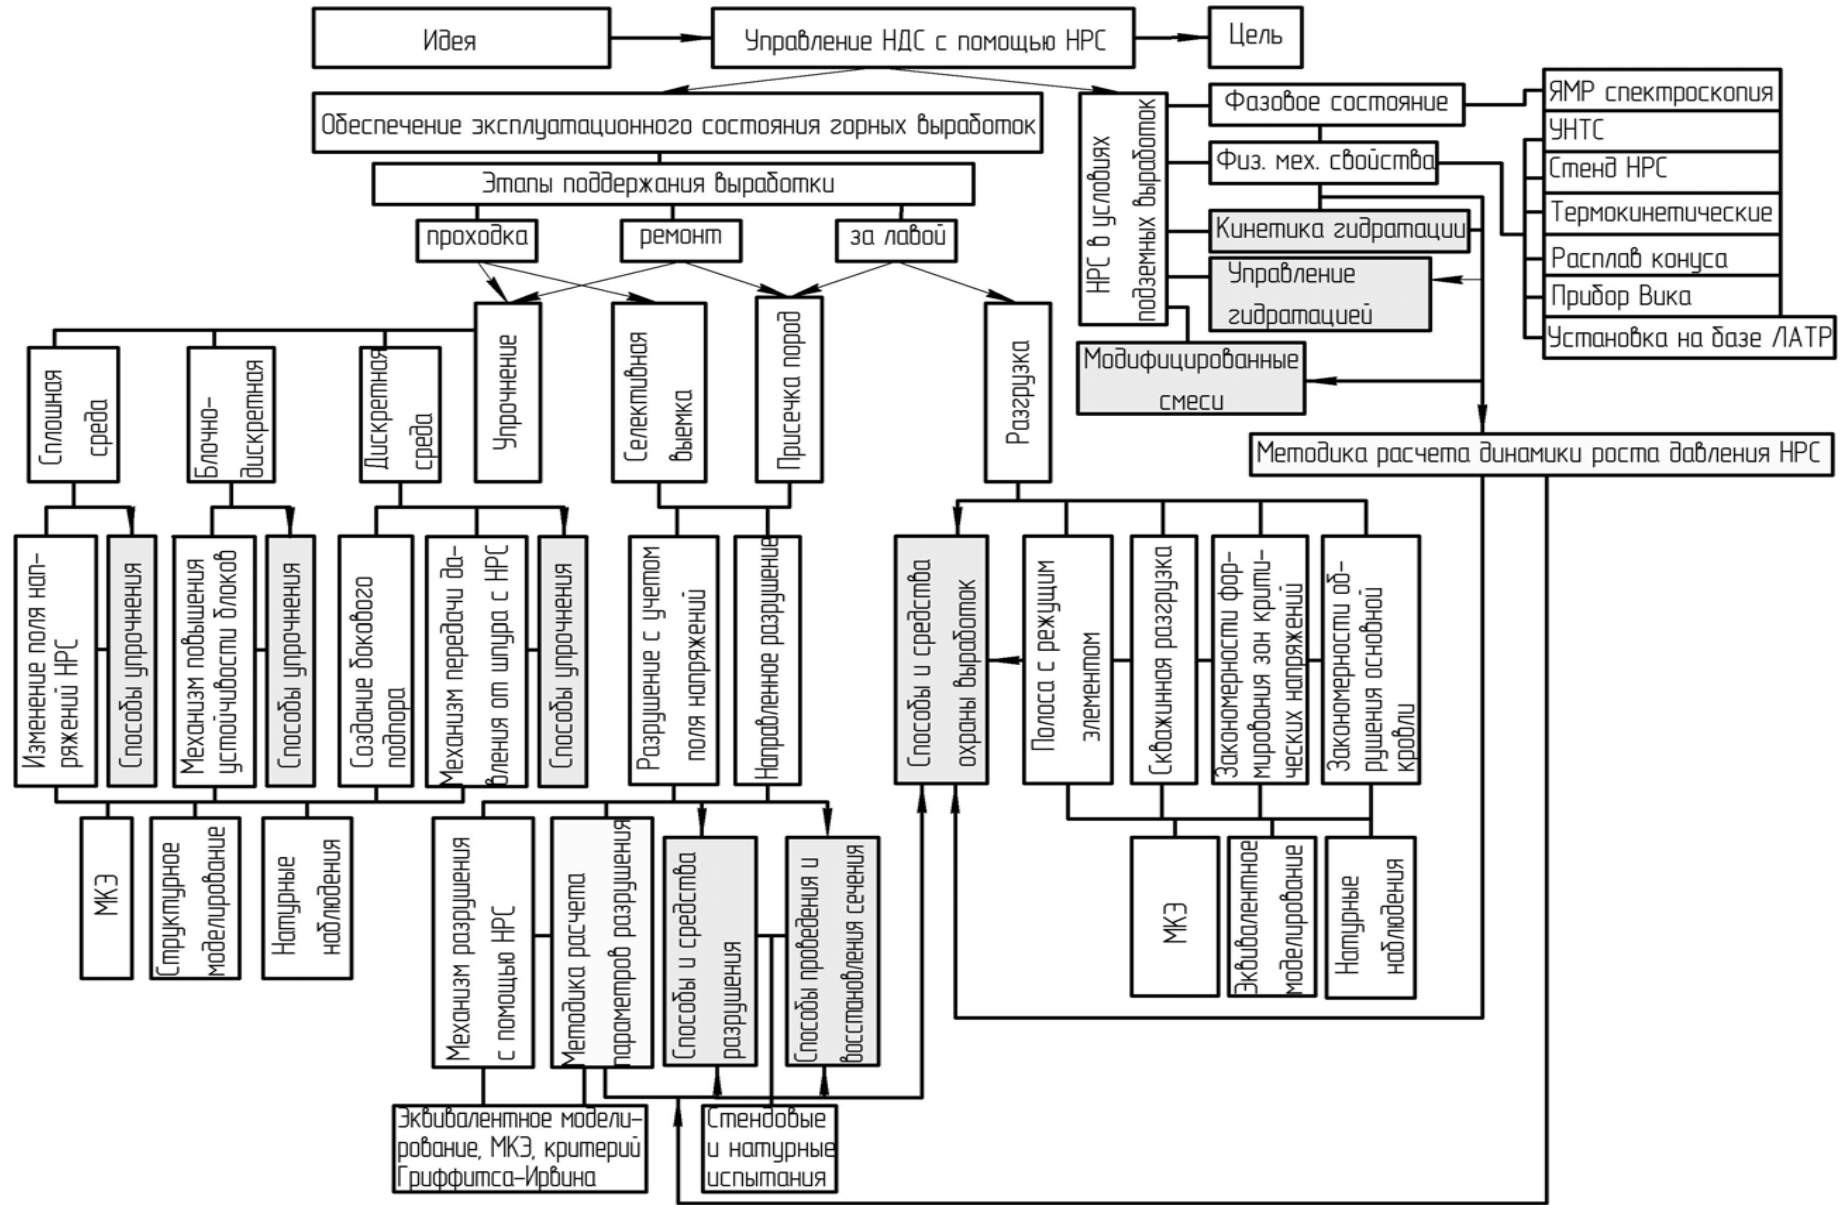 Идея
Управление НДС с помощью НРС
Цель
Обеспечение эксплуатационного состояния горных выработок
Этапы поддержания выработки
проходка
ремонт
за лавой
НРС в условиях
подземных выработок
Фазовое состояние
Физ. мех. свойства
Кинетика гидратации
Управление
гидратацией
Модифицированные
смеси
ЯМР спектроскопия
УНТС
Стенд НРС
Термокинетические
Расплав конуса
Прибор Вика
Установка на базе ЛАТР
Методика расчета динамики роста давления НРС
Сплошная
среда
Блочно-
дискретная
Дискретная
среда
Упрочнение
Селективная
выемка
Присечка пород
Разгрузка
Изменение поля нап-
ряжений НРС
Способы упрочнения
Механизм повышения
устойчивости блоков
Способы упрочнения
Создание бокового
подпора
Механизм передачи да-
вления от шпура с НРС
Способы упрочнения
Разрушение с учетом
поля напряжений
Направленное разрушение
Способы и средства
охраны выработок
Полоса с режущим
элементом
Скважинная разгрузка
Закономерности фор-
мирования зон крити-
ческих напряжений
Закономерности об-
рушения основной
кровли
МКЭ
Структурное
моделирование
Натурные
наблюдения
Механизм разрушения
с помощью НРС
Методика расчета
параметров разрушения
Способы и средства
разрушения
Способы проведения и
восстановления сечения
МКЭ
Эквивалентное
моделирование
Натурные
наблюдения
Эквивалентное модели-
рование, МКЭ, критерий
Гриффитса-Ирвина
Стендовые
и натурные
испытания